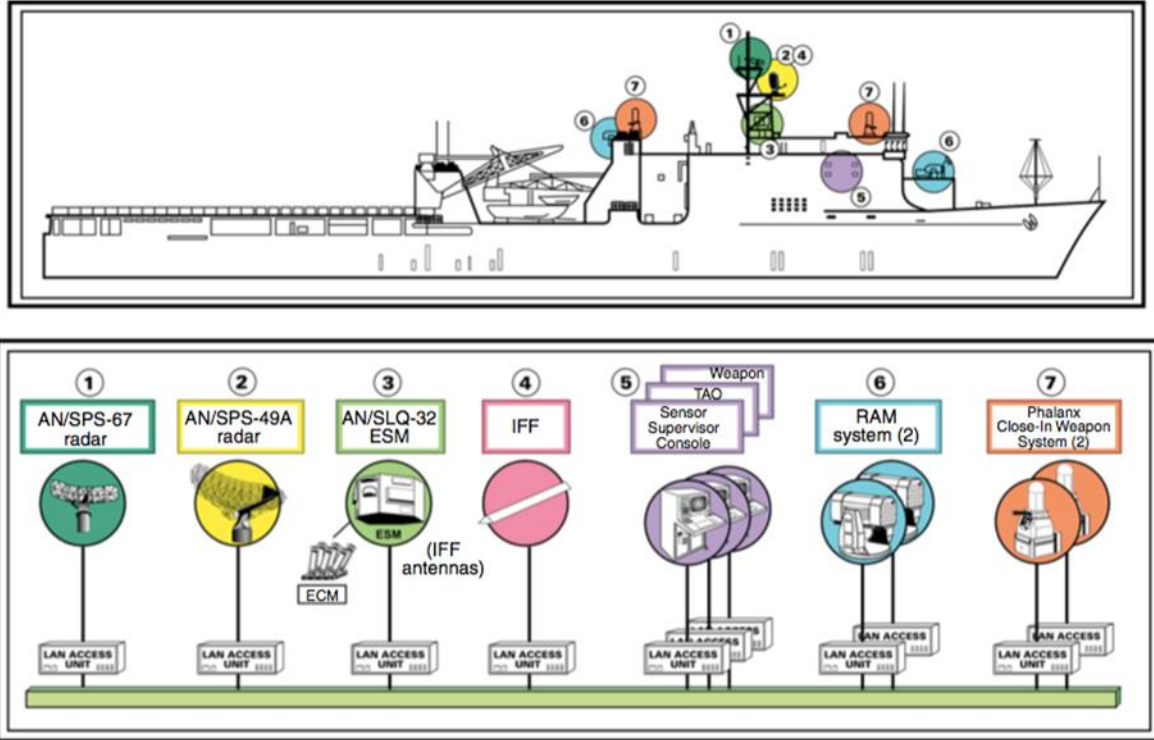 1
2 4
7
7
6
3
6
5
1
2
3
4
5
6
7
AN/SPS-67
radar
AN/SPS-49A
radar
AN/SLQ-32
ESM
IFF
Weapon
TAO
Sensor
Supervisor
Console
RAM
system (2)
Phalanx
Close-In Weapon
System (2)
ESM
(IFF
antennas)
ECM
LAN ACCESS
UNIT
LAN ACCESS
UNIT
LAN ACCESS
UNIT
LAN ACCESS
UNIT
LAN ACCESS
UNIT
LAN ACCESS
UNIT
LAN ACCESS
LAN ACCESS
UNIT
LAN ACCESS